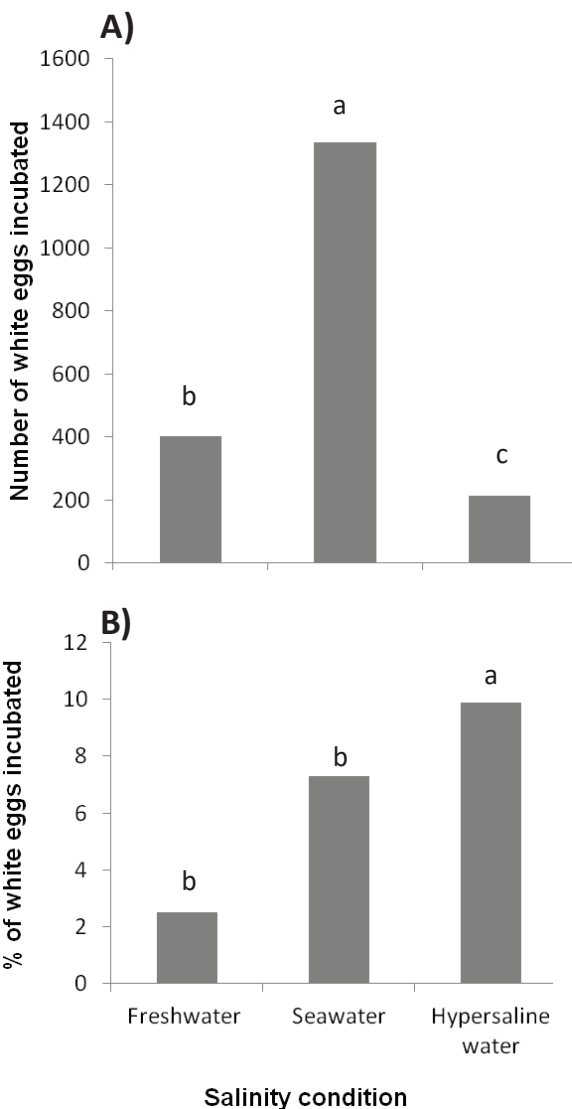 A)
Number of white eggs incubated
1600
1400
1200
1000
800
600
400
200
0
b
a
c
B)
% of white eggs incubated
12
10
8
6
4
2
0
b
b
a
Freshwater
Seawater
Hypersaline
water
Salinity condition